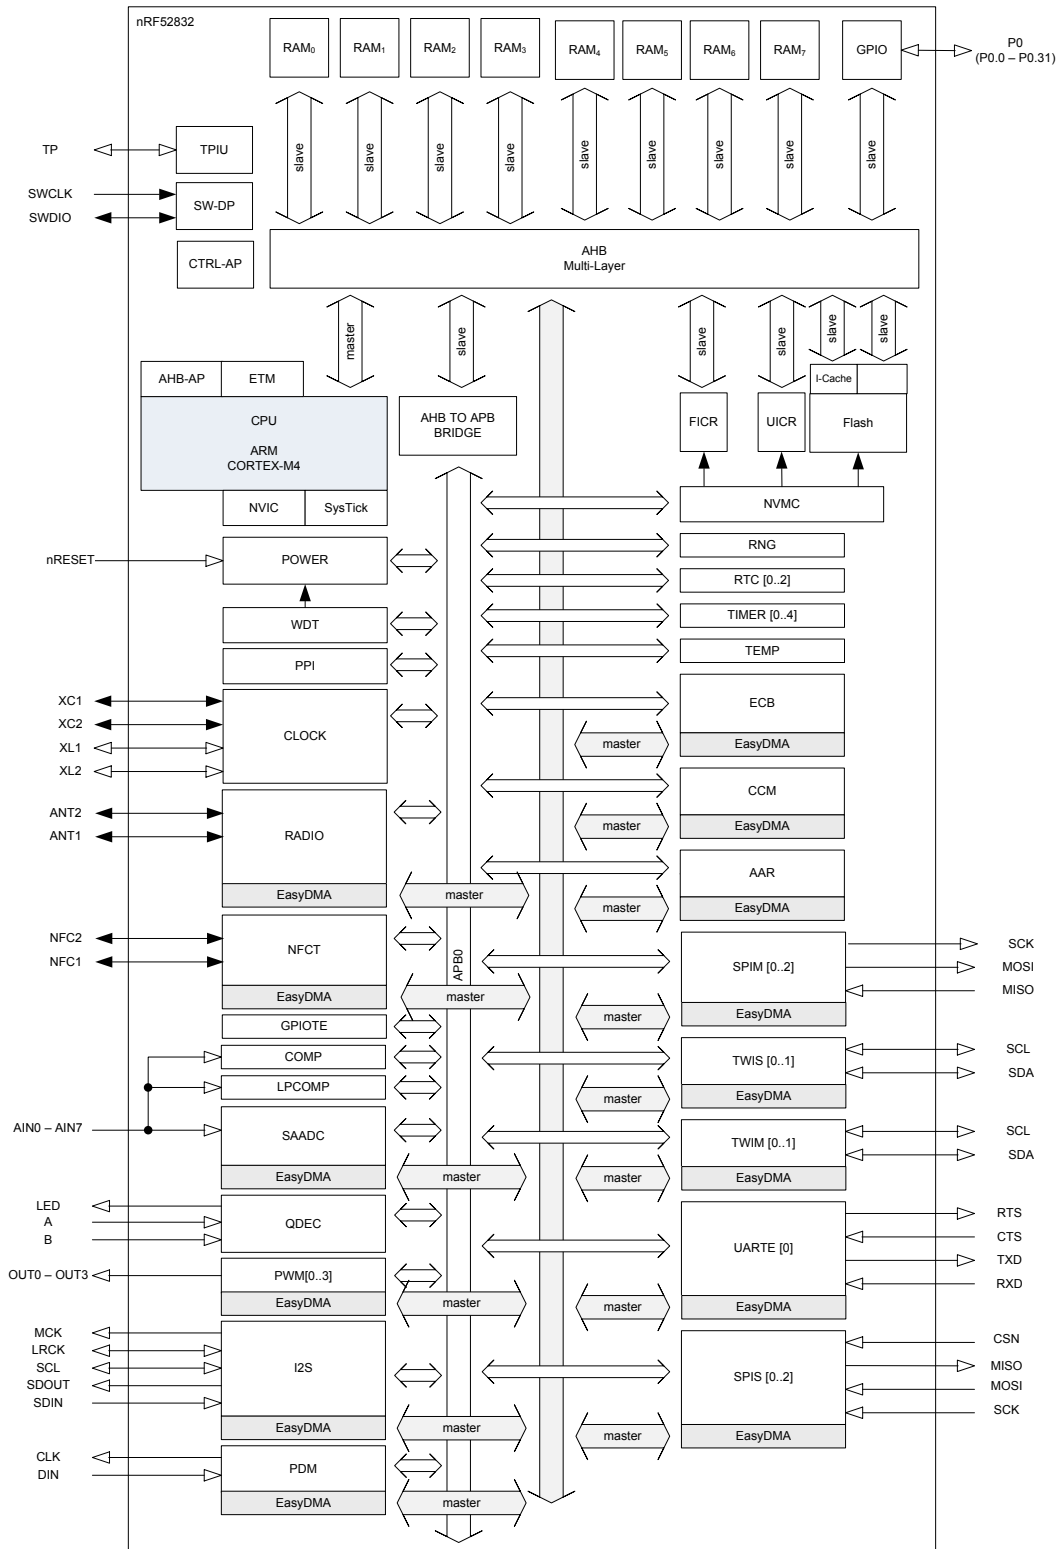 nRF52832
RAM0 RAM1 RAM2 RAM3 RAM4 RAM5 RAM6 RAM7 GPIO
P0
(P0.0 – P0.31)
slave slave slave slave slave slave slave slave slave
TP
TPIU
SWCLK
SWDIO
SW-DP
CTRL-AP
AHB
Multi-Layer
master slave slave slave slave slave
AHB-AP ETM
CPU
ARM
CORTEX-M4
NVIC SysTick
AHB TO APB
BRIDGE
FICR
UICR
I-Cache
Flash
NVMC
nRESET
POWER
RNG
RTC [0..2]
WDT
TIMER [0..4]
PPI
TEMP
XC1
XC2
XL1
XL2
CLOCK
ECB
master EasyDMA
ANT2
ANT1
RADIO
CCM
master EasyDMA
EasyDMA master
AAR
master EasyDMA
NFC2
NFC1
NFCT
APB0
EasyDMA master
SPIM [0..2]
SCK
MOSI
MISO
master EasyDMA
GPIOTE
COMP
LPCOMP
TWIS [0..1]
SCL
SDA
master EasyDMA
AIN0 – AIN7
SAADC
EasyDMA master
TWIM [0..1]
SCL
SDA
master EasyDMA
LED
A
B
QDEC
UARTE [0]
RTS
CTS
TXD
RXD
master EasyDMA
OUT0 – OUT3
PWM[0..3]
EasyDMA master
MCK
LRCK
SCL
SDOUT
SDIN
I2S
EasyDMA master
SPIS [0..2]
CSN
MISO
MOSI
SCK
master EasyDMA
CLK
DIN
PDM
EasyDMA master